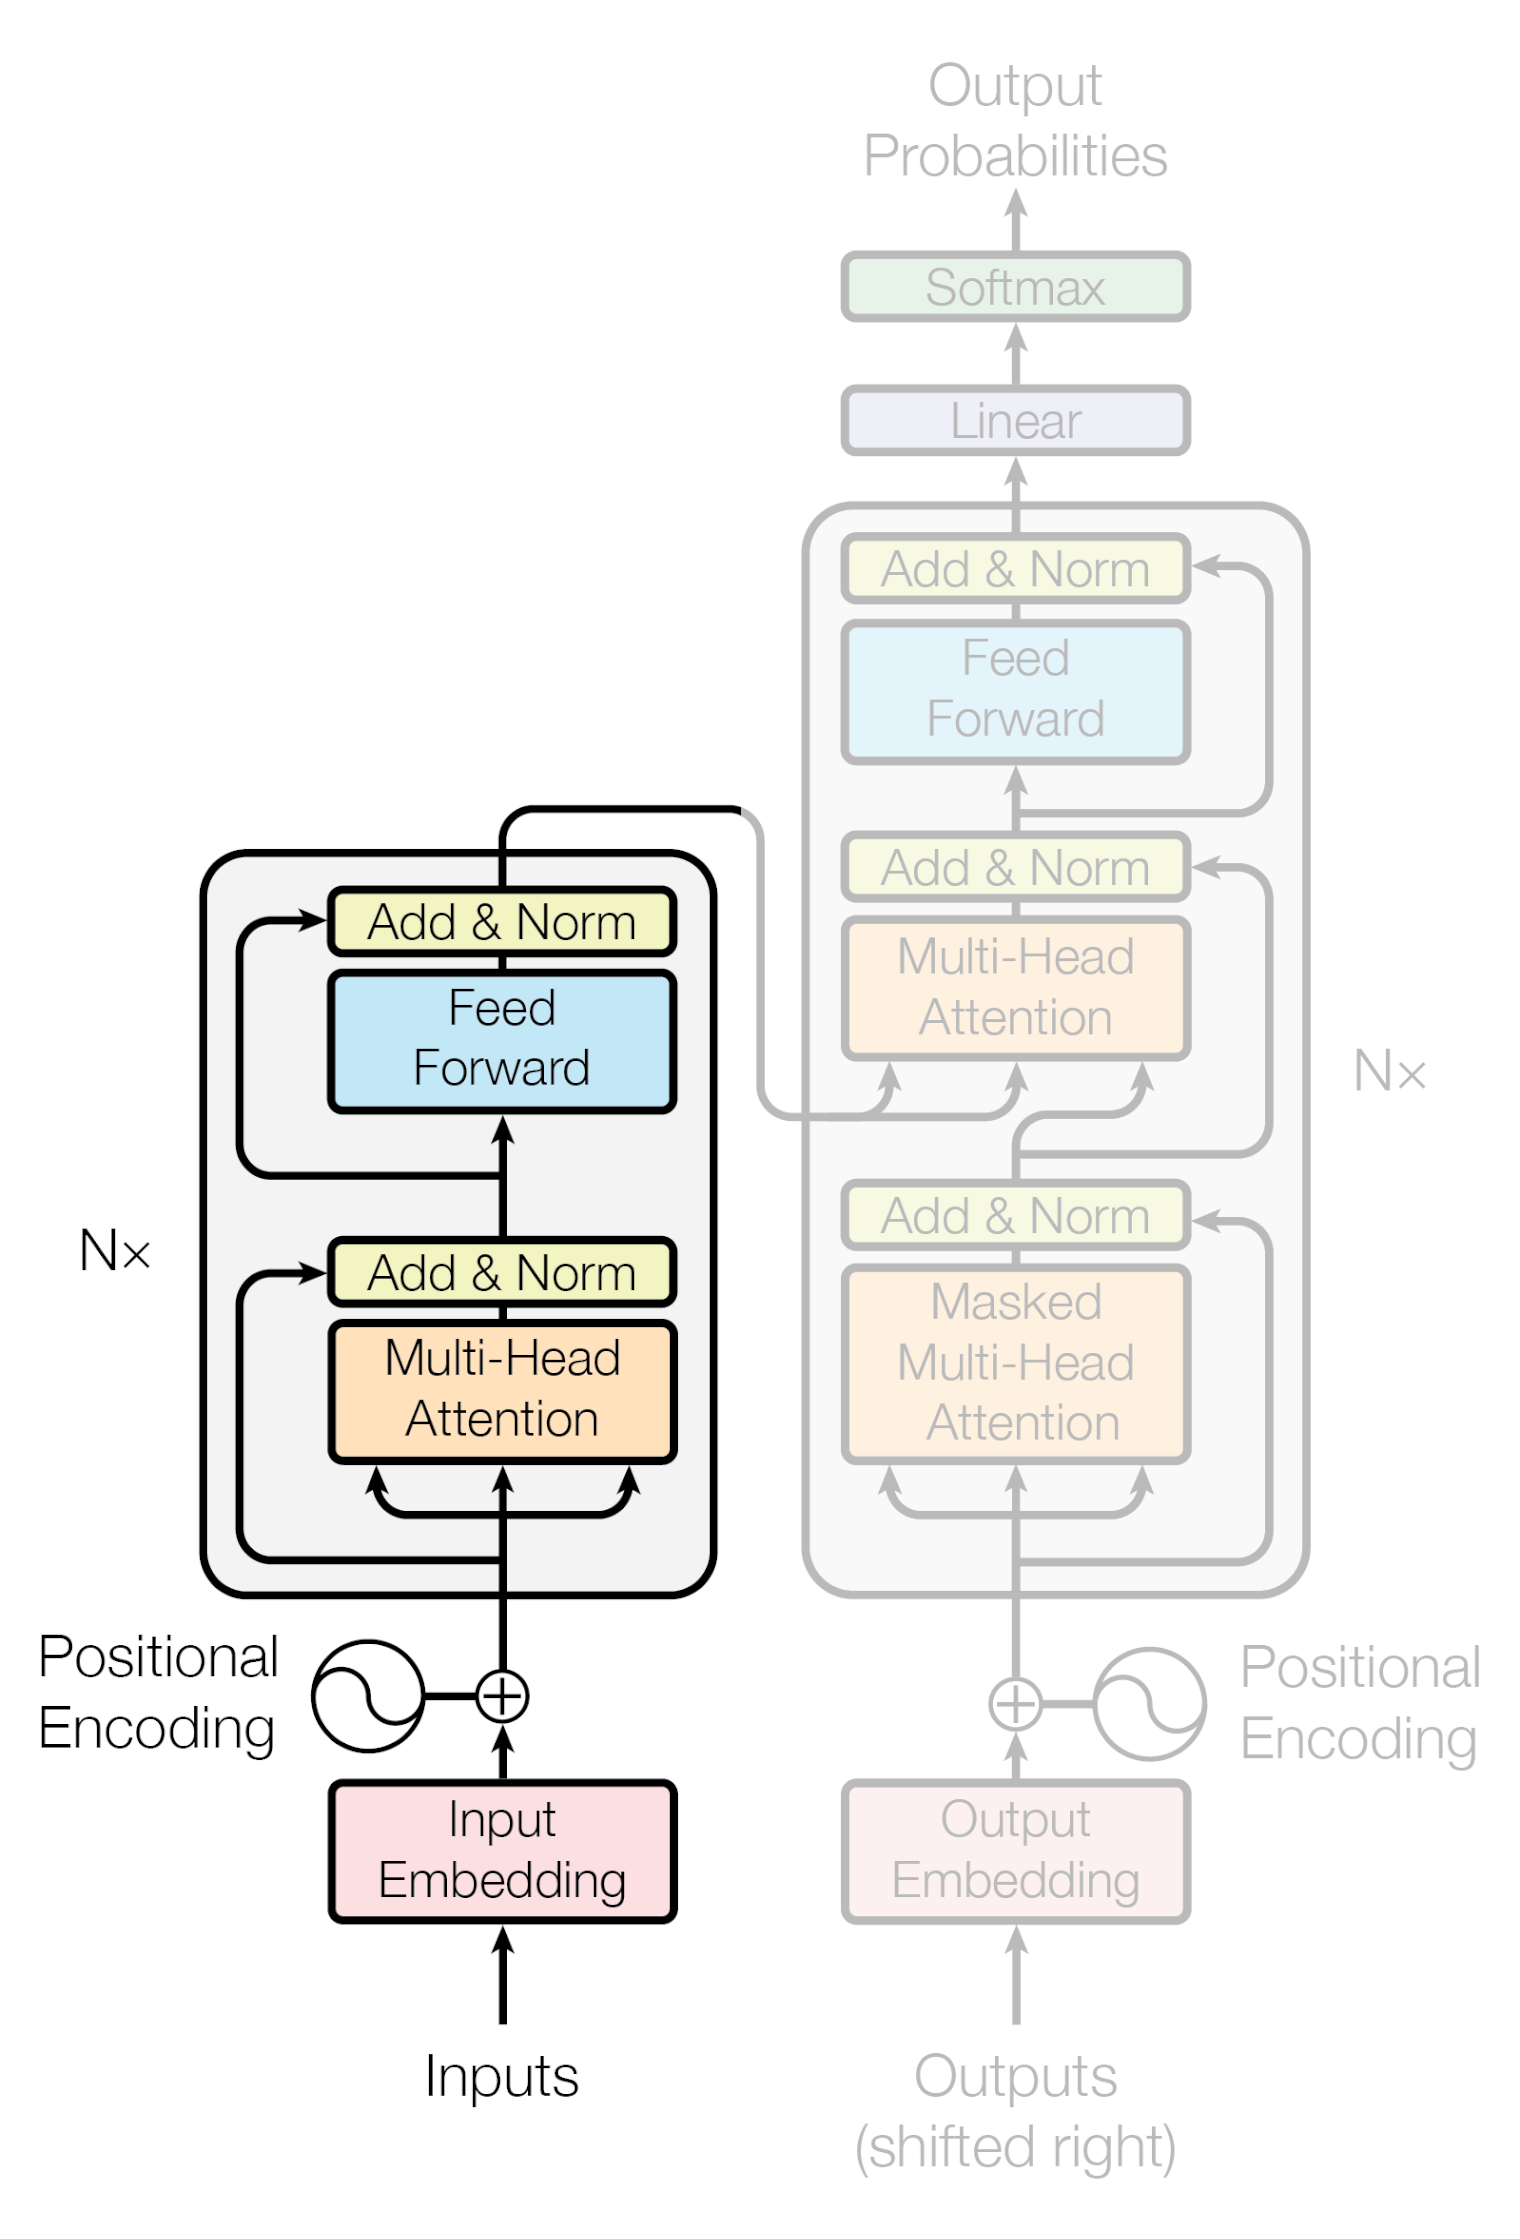 Output
Probabilities
Softmax
Linear
Add & Norm
Feed
Forward
Add & Norm
Multi-Head
Attention
N×
Add & Norm
Masked
Multi-Head
Attention
Positional
Encoding
Output
Embedding
Outputs
(shifted right)
Add & Norm
Feed
Forward
N×
Add & Norm
Multi-Head
Attention
Positional
Encoding
Input
Embedding
Inputs